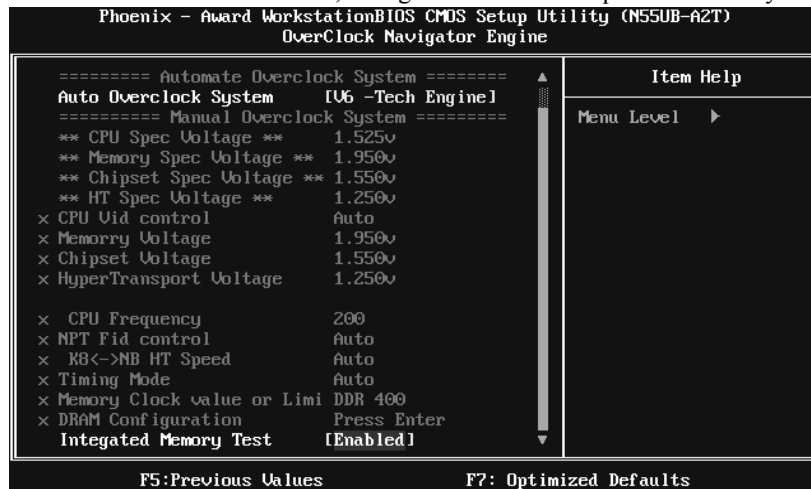 Phoenix - Award WorkstationBIOS CMOS Setup Utility (N55UB-A2T)
OverClock Navigator Engine
========= Automate Overclock System ========
Auto Overclock System [V6 -Tech Engine]
========== Manual Overclock System =========
** CPU Spec Voltage ** 1.525v
** Memory Spec Voltage ** 1.950v
** Chipset Spec Voltage ** 1.550v
** HT Spec Voltage ** 1.250v
x CPU Vid control Auto
x Memorry Voltage 1.950v
x Chipset Voltage 1.550v
x HyperTransport Voltage 1.250v
x CPU Frequency 200
x NPT Fid control Auto
x K8<->NB HT Speed Auto
x Timing Mode Auto
x Memory Clock value or Limi DDR 400
x DRAM Configuration Press Enter
Integated Memory Test [Enabled]
Item Help
Menu Level ▶
F5:Previous Values F7: Optimized Defaults